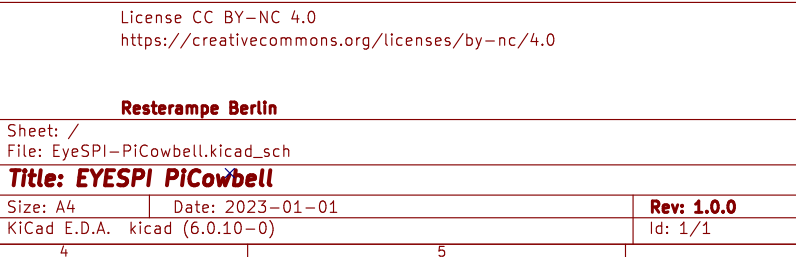 License CC BY-NC 4.0
https://creativecommons.org/licenses/by-nc/4.0
Resterampe Berlin
Sheet: /
File: EyeSPI-PiCowbell.kicad_sch
Title: EYESPI PiCowbell
Size: A4 Date: 2023-01-01 Rev: 1.0.0
KiCad E.D.A. kicad (6.0.10-0) Id: 1/1
4 5